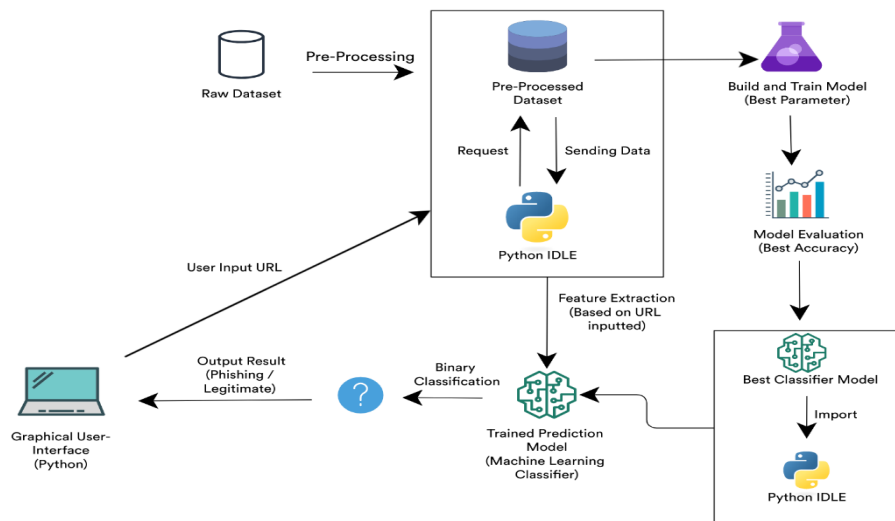 Raw Dataset
Pre-Processing
Pre-Processed
Dataset
Request
Sending Data
Python IDLE
Build and Train Model
(Best Parameter)
Model Evaluation
(Best Accuracy)
User Input URL
Feature Extraction
(Based on URL
inputted)
Best Classifier Model
Import
Python IDLE
Output Result
(Phishing /
Legitimate)
?
Binary
Classification
Trained Prediction
Model
(Machine Learning
Classifier)
Graphical User-
Interface
(Python)